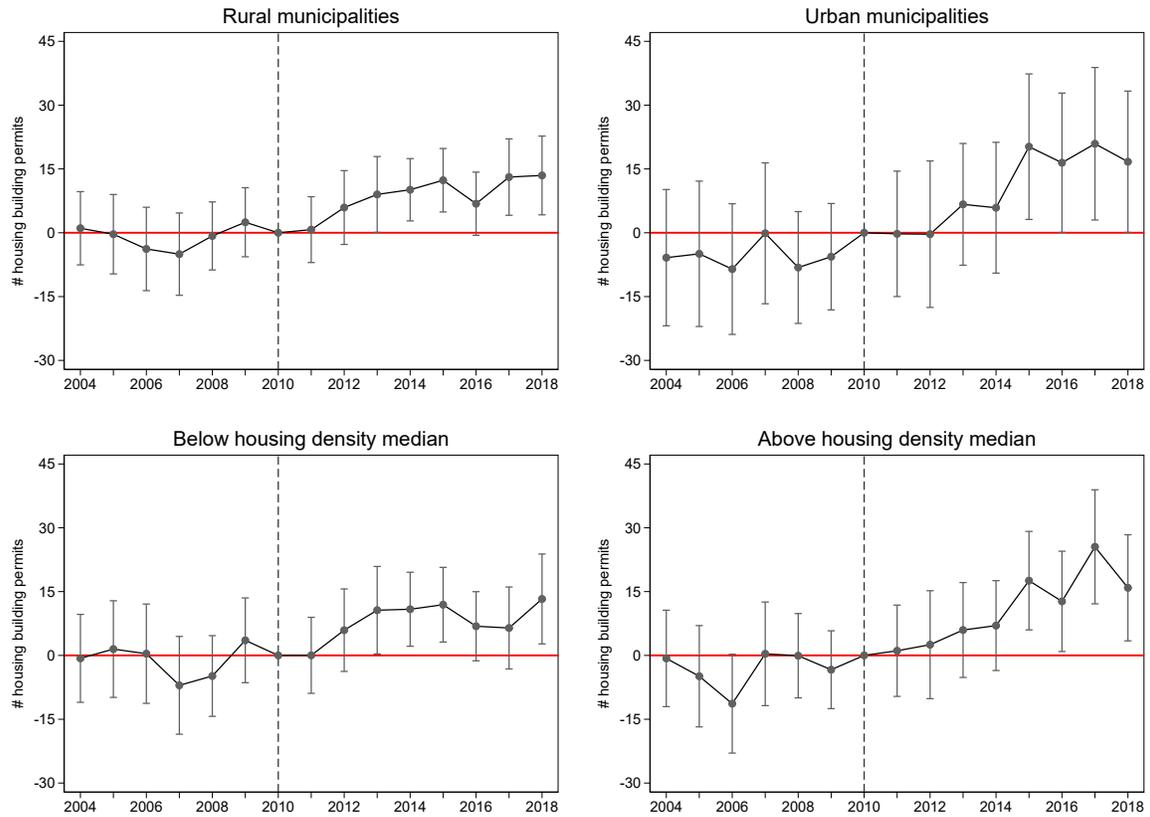 Rural municipalities
# housing building permits
45
30
15
0
-15
-30
2004 2006 2008 2010 2012 2014 2016 2018
Urban municipalities
# housing building permits
45
30
15
0
-15
-30
2004 2006 2008 2010 2012 2014 2016 2018
Below housing density median
# housing building permits
45
30
15
0
-15
-30
2004 2006 2008 2010 2012 2014 2016 2018
Above housing density median
# housing building permits
45
30
15
0
-15
-30
2004 2006 2008 2010 2012 2014 2016 2018